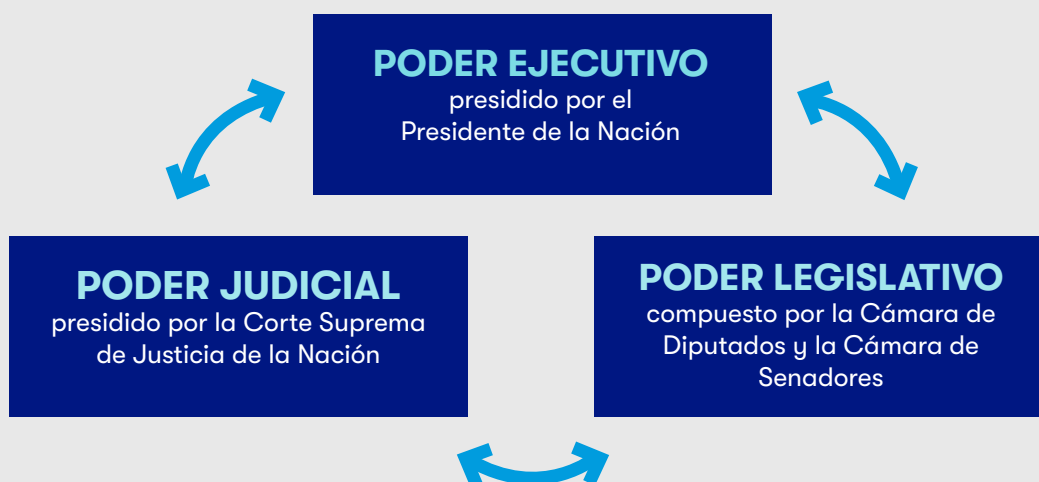 PODER EJECUTIVO
presidido por el
Presidente de la Nación
PODER JUDICIAL
presidido por la Corte Suprema
de Justicia de la Nación
PODER LEGISLATIVO
compuesto por la Cámara de
Diputados y la Cámara de
Senadores